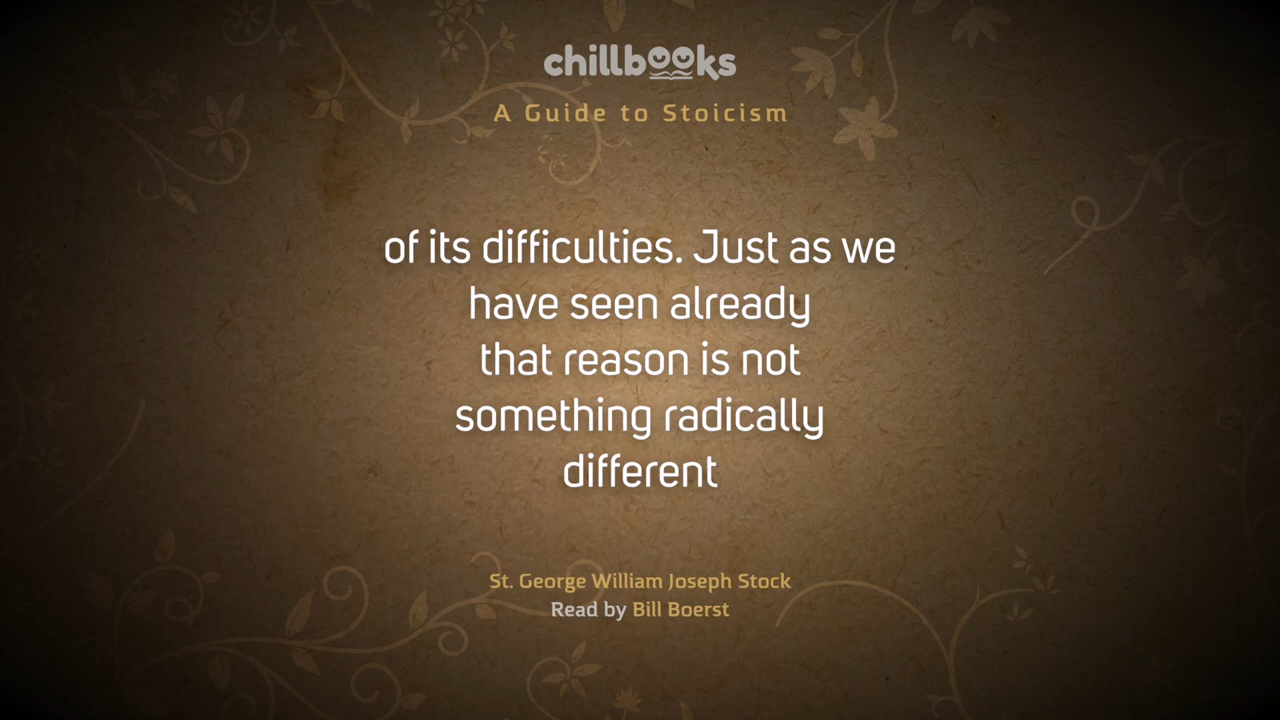 chillbooks
A Guide to Stoicism
of its difficulties. Just as we
have seen already
that reason is not
something radically
different
St. George William Joseph Stock
Read by Bill Boerst